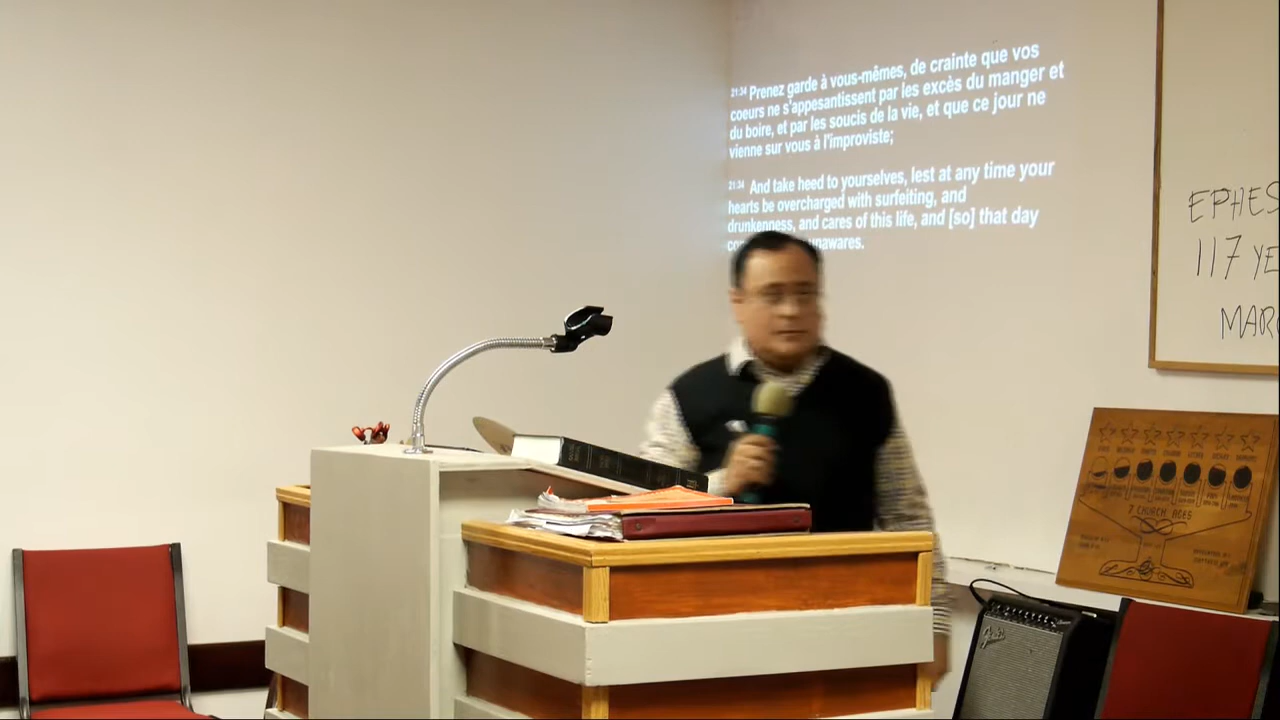 21:34 Prenez garde à vous-mêmes, de crainte que vos
coeurs ne s'appesantissent par les excès du manger et
du boire, et par les soucis de la vie, et que ce jour ne
vienne sur vous à l'improviste;
21:34 And take heed to yourselves, lest at any time your
hearts be overcharged with surfeiting, and
drunkenness, and cares of this life, and [so] that day
unawares.
EPHES
117 YE
MAR
7 CHURCH AGES
Fender